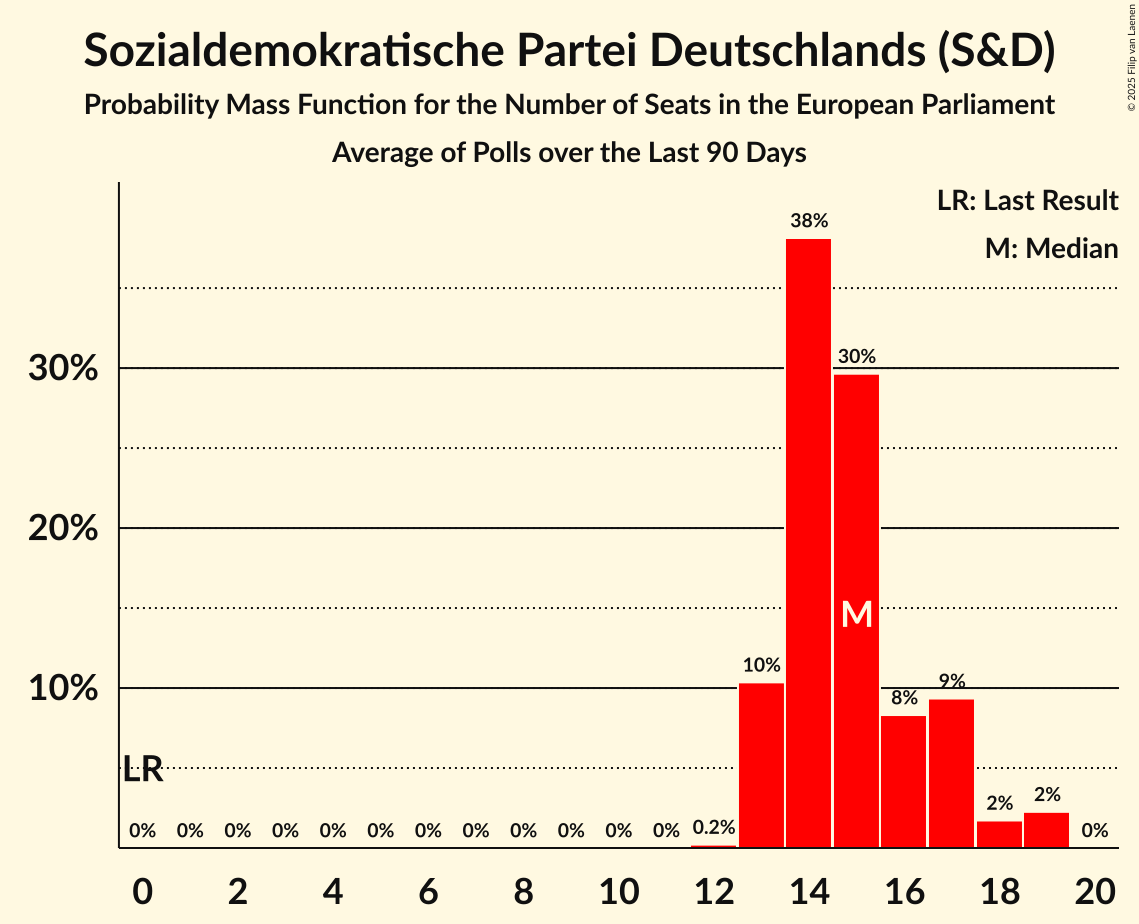 Sozialdemokratische Partei Deutschlands (S&D)
Probability Mass Function for the Number of Seats in the European Parliament
Average of Polls over the Last 90 Days
© 2025 Filip van Laenen
LR: Last Result
M: Median
38%
30%
30%
20%
M
10%
10%
9%
8%
LR
0% 0% 0% 0% 0% 0% 0% 0% 0% 0% 0% 0% 0.2% 2% 2% 0%
0 2 4 6 8 10 12 14 16 18 20